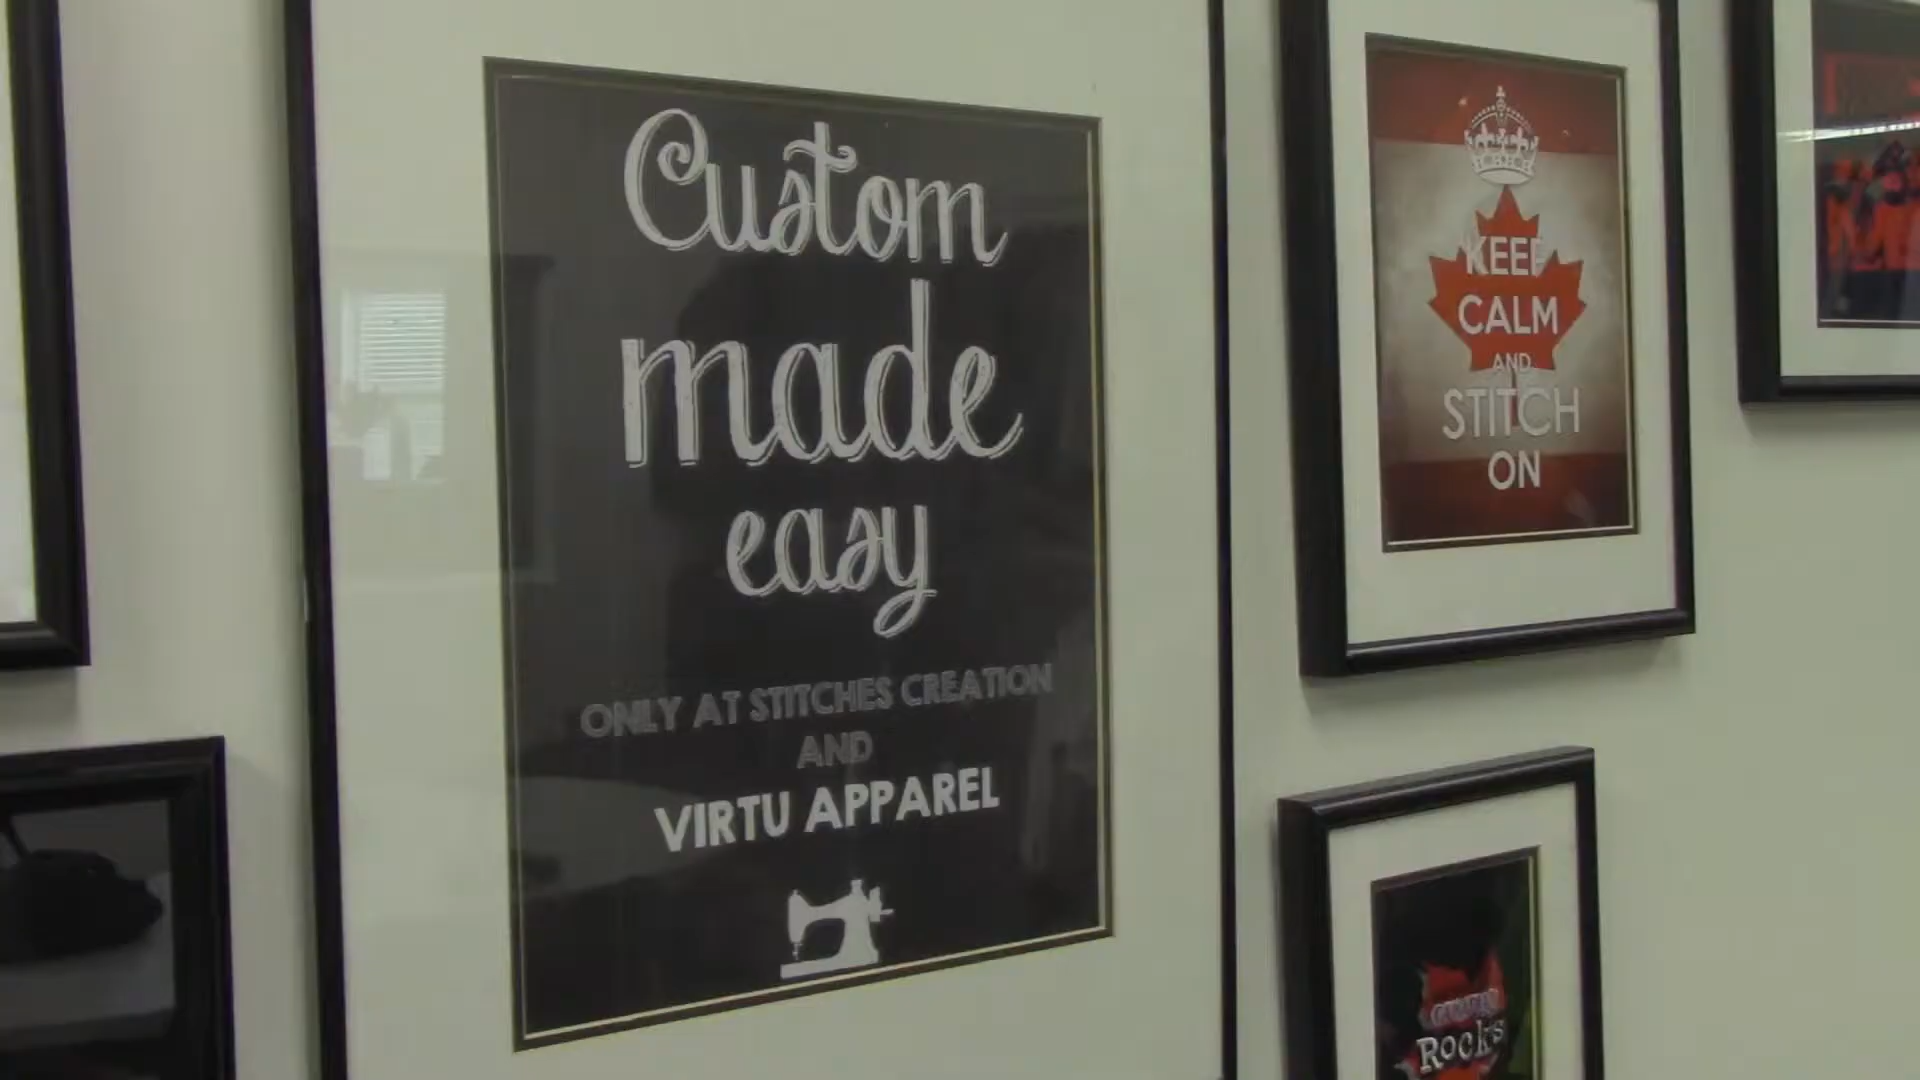 Custom
made
easy
ONLY AT STITCHES CREATION
AND
VIRTU APPAREL
KEEP
CALM
AND
STITCH
ON
ROCKS